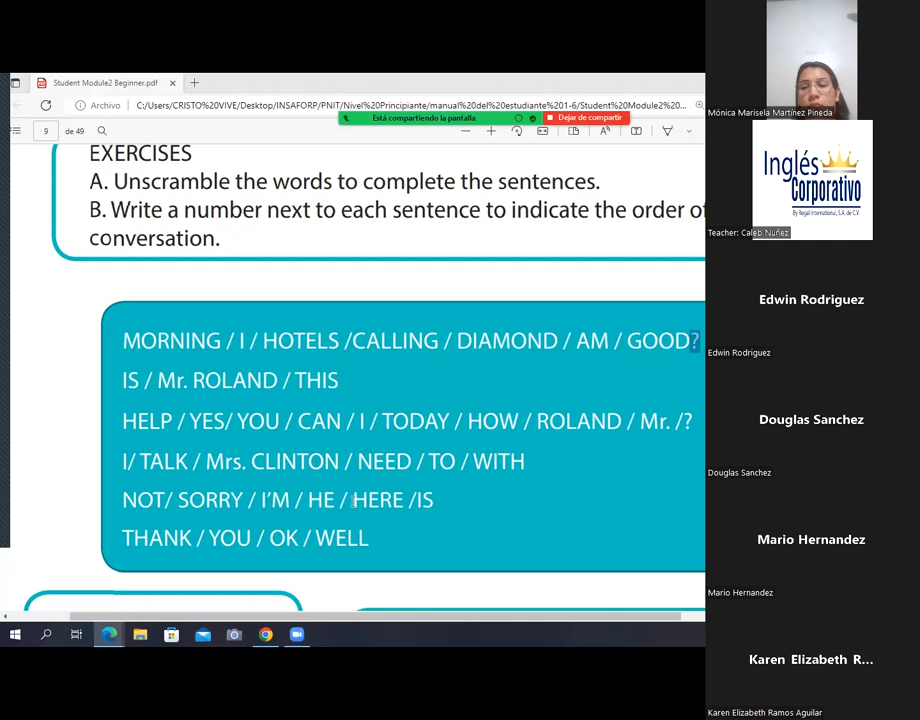 Student Module2 Beginner.pdf
Archivo
C:/Users/CRISTO%20VIVE/Desktop/INSAFORP/PNIT/Nivel%20Principiante/manual%20del%20estudiante%201-6/Student%20Module2%20...
Está compartiendo la pantalla
Dejar de compartir
9 de 49
EXERCISES
A. Unscramble the words to complete the sentences.
B. Write a number next to each sentence to indicate the order of
conversation.
MORNING / I / HOTELS /CALLING / DIAMOND / AM / GOOD?
IS / Mr. ROLAND / THIS
HELP / YES/ YOU / CAN / I / TODAY / HOW / ROLAND / Mr. /?
I/ TALK / Mrs. CLINTON / NEED / TO / WITH
NOT/ SORRY / I'M / HE / HERE /IS
THANK / YOU / OK / WELL
Mónica Marisela Martínez Pineda
Inglés
Corporativo
By Regal International, S.A. de C.V.
Teacher: Caleb Nuñez
Edwin Rodriguez
Edwin Rodriguez
Douglas Sanchez
Douglas Sanchez
Mario Hernandez
Mario Hernandez
Karen Elizabeth R...
Karen Elizabeth Ramos Aguilar